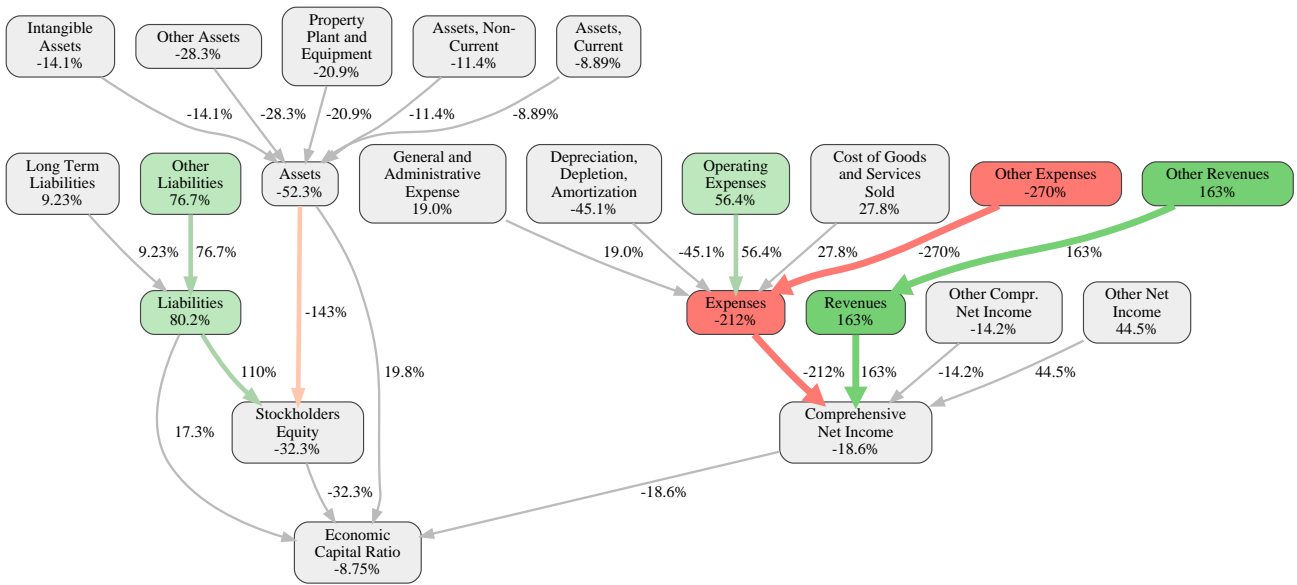 Intangible
Assets
-14.1%
Other Assets
-28.3%
Property
Plant and
Equipment
-20.9%
Assets, Non-
Current
-11.4%
Assets,
Current
-8.89%
-14.1%
-28.3%
-20.9%
-11.4%
-8.89%
Long Term
Liabilities
9.23%
Other
Liabilities
76.7%
Assets
-52.3%
General and
Administrative
Expense
19.0%
Depreciation,
Depletion,
Amortization
-45.1%
Operating
Expenses
56.4%
Cost of Goods
and Services
Sold
27.8%
Other Expenses
-270%
Other Revenues
163%
9.23%
76.7%
19.0%
-45.1%
56.4%
27.8%
-270%
163%
Liabilities
80.2%
-143%
Expenses
-212%
Revenues
163%
Other Compr.
Net Income
-14.2%
Other Net
Income
44.5%
110%
19.8%
-212%
163%
-14.2%
44.5%
17.3%
Stockholders
Equity
-32.3%
Comprehensive
Net Income
-18.6%
-32.3%
-18.6%
Economic
Capital Ratio
-8.75%